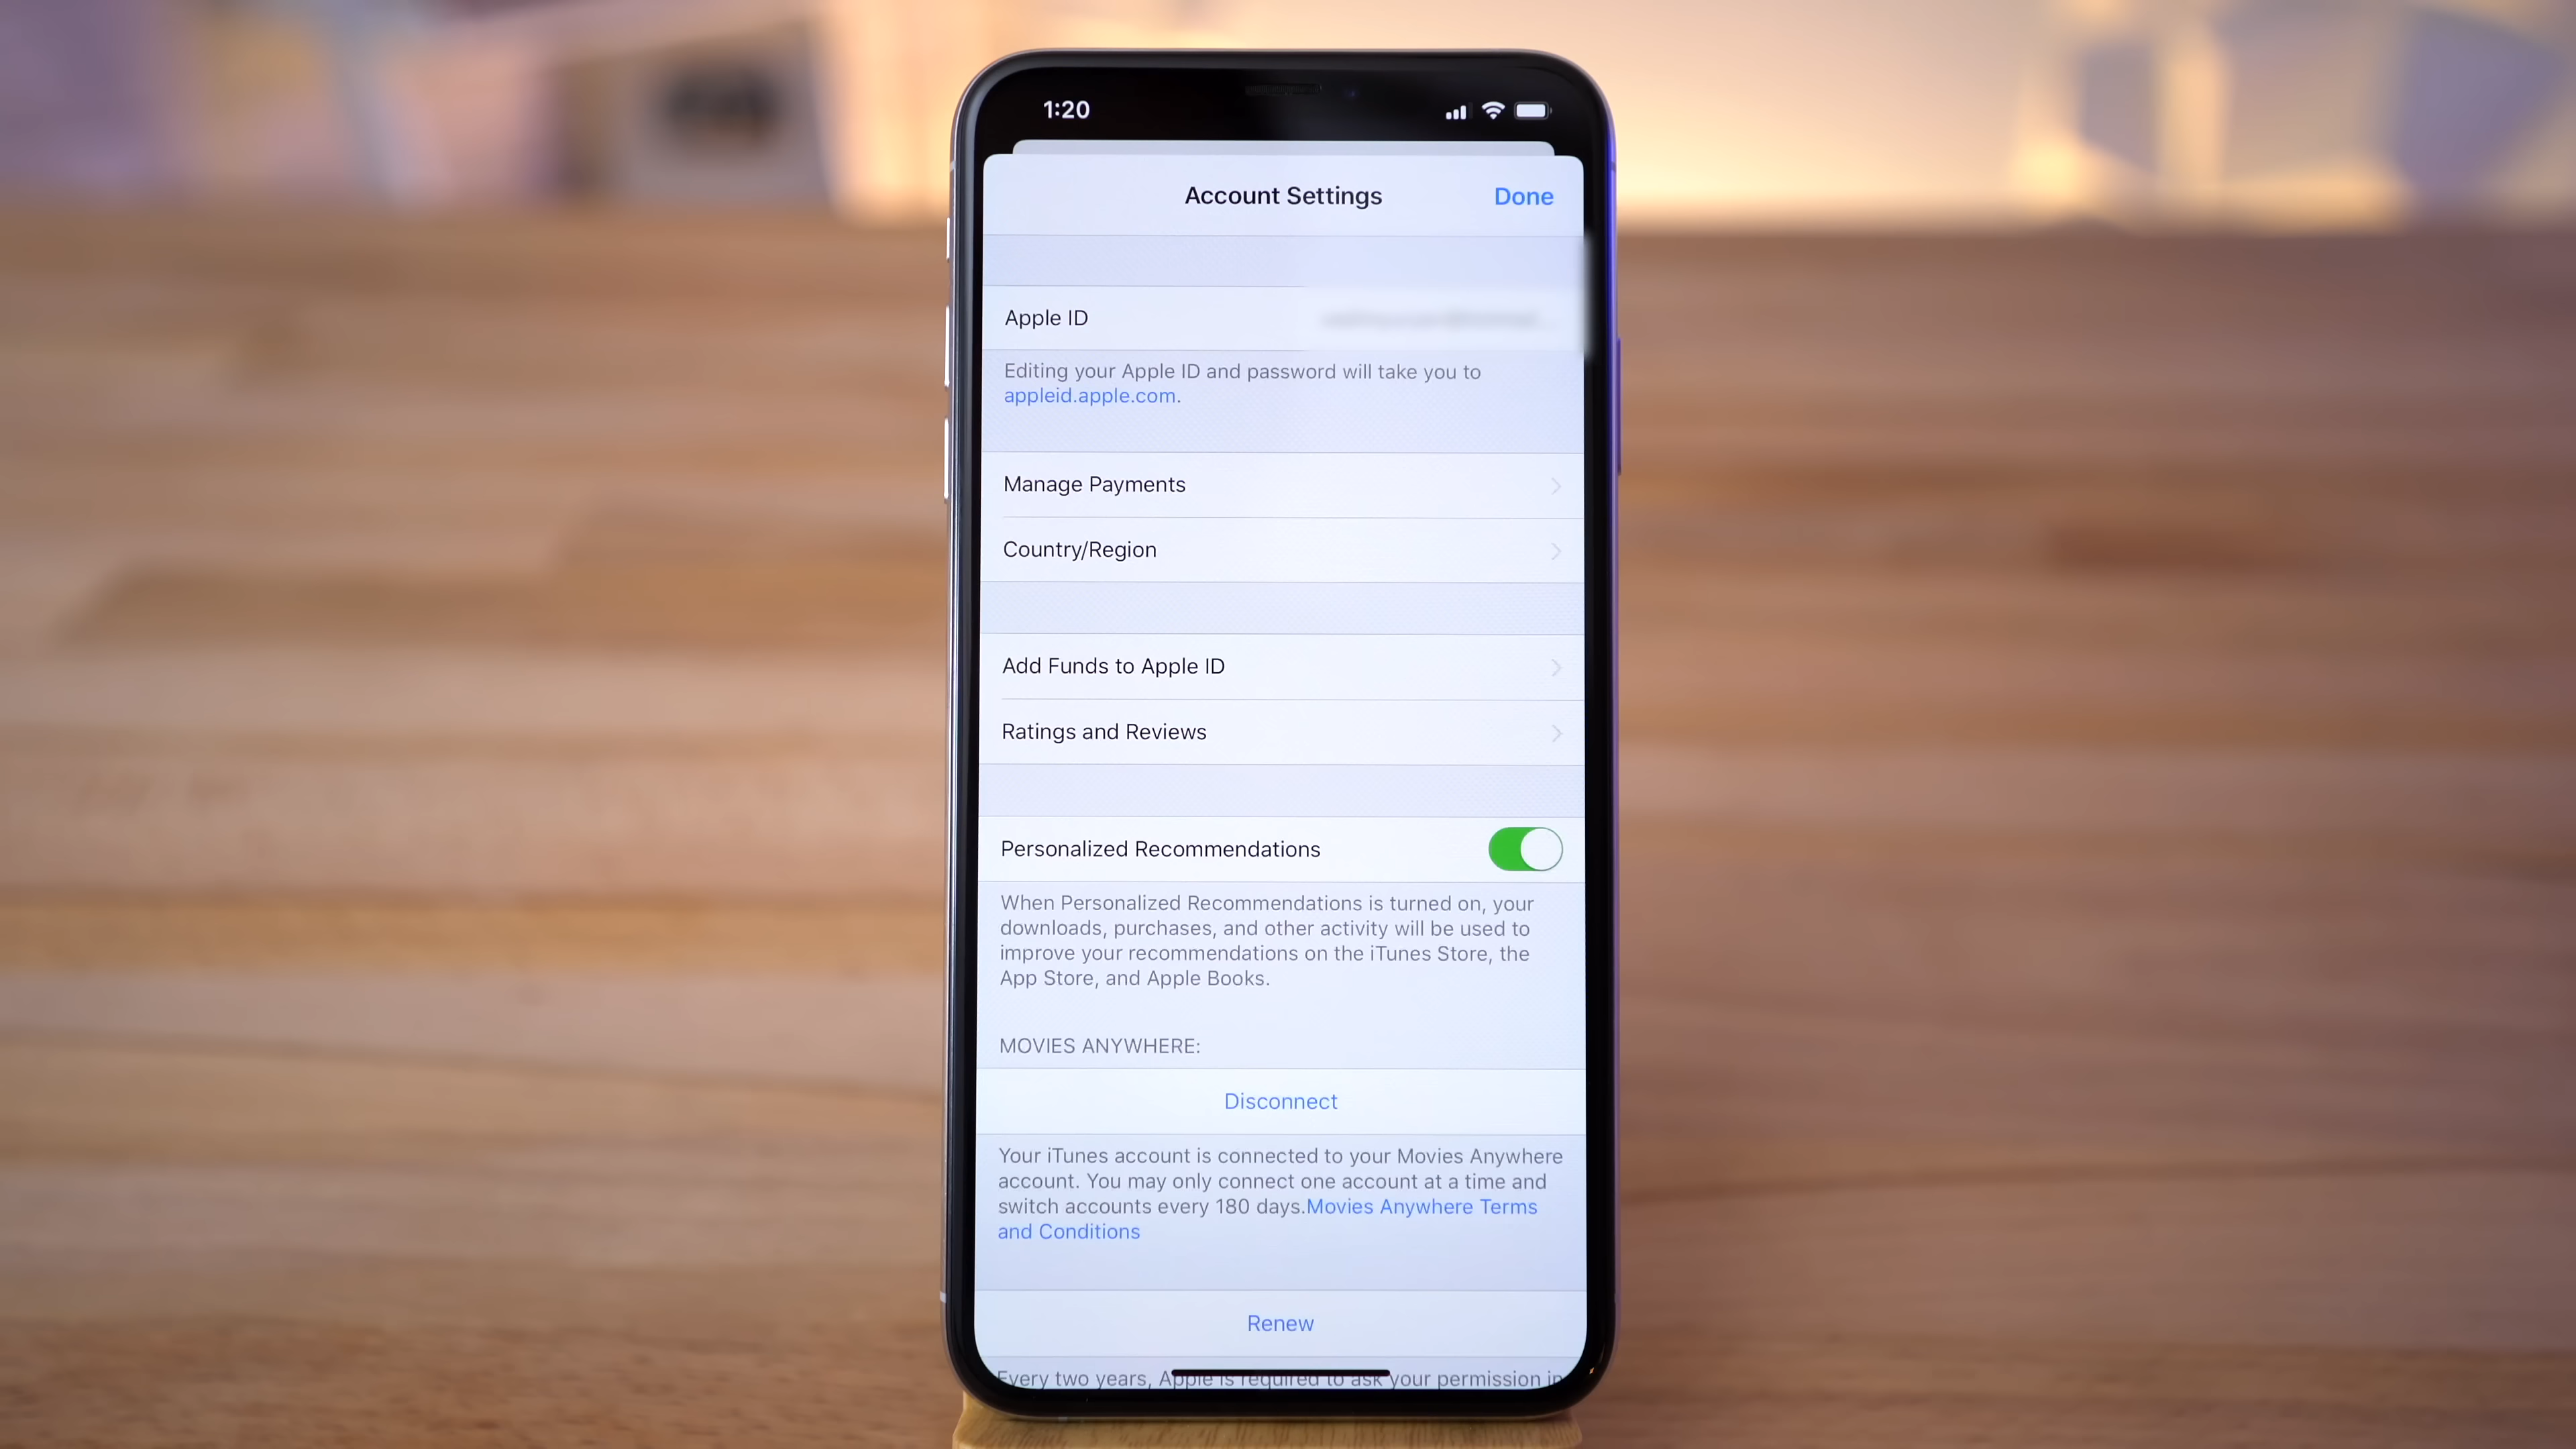 1:20
Account Settings
Done
Apple ID
Editing your Apple ID and password will take you to
appleid.apple.com.
Manage Payments
Country/Region
Add Funds to Apple ID
Ratings and Reviews
Personalized Recommendations
When Personalized Recommendations is turned on, your
downloads, purchases, and other activity will be used to
improve your recommendations on the iTunes Store, the
App Store, and Apple Books.
MOVIES ANYWHERE:
Disconnect
Your iTunes account is connected to your Movies Anywhere
account. You may only connect one account at a time and
switch accounts every 180 days.Movies Anywhere Terms
and Conditions
Renew
Every two years, Apple is required to ask your permission in